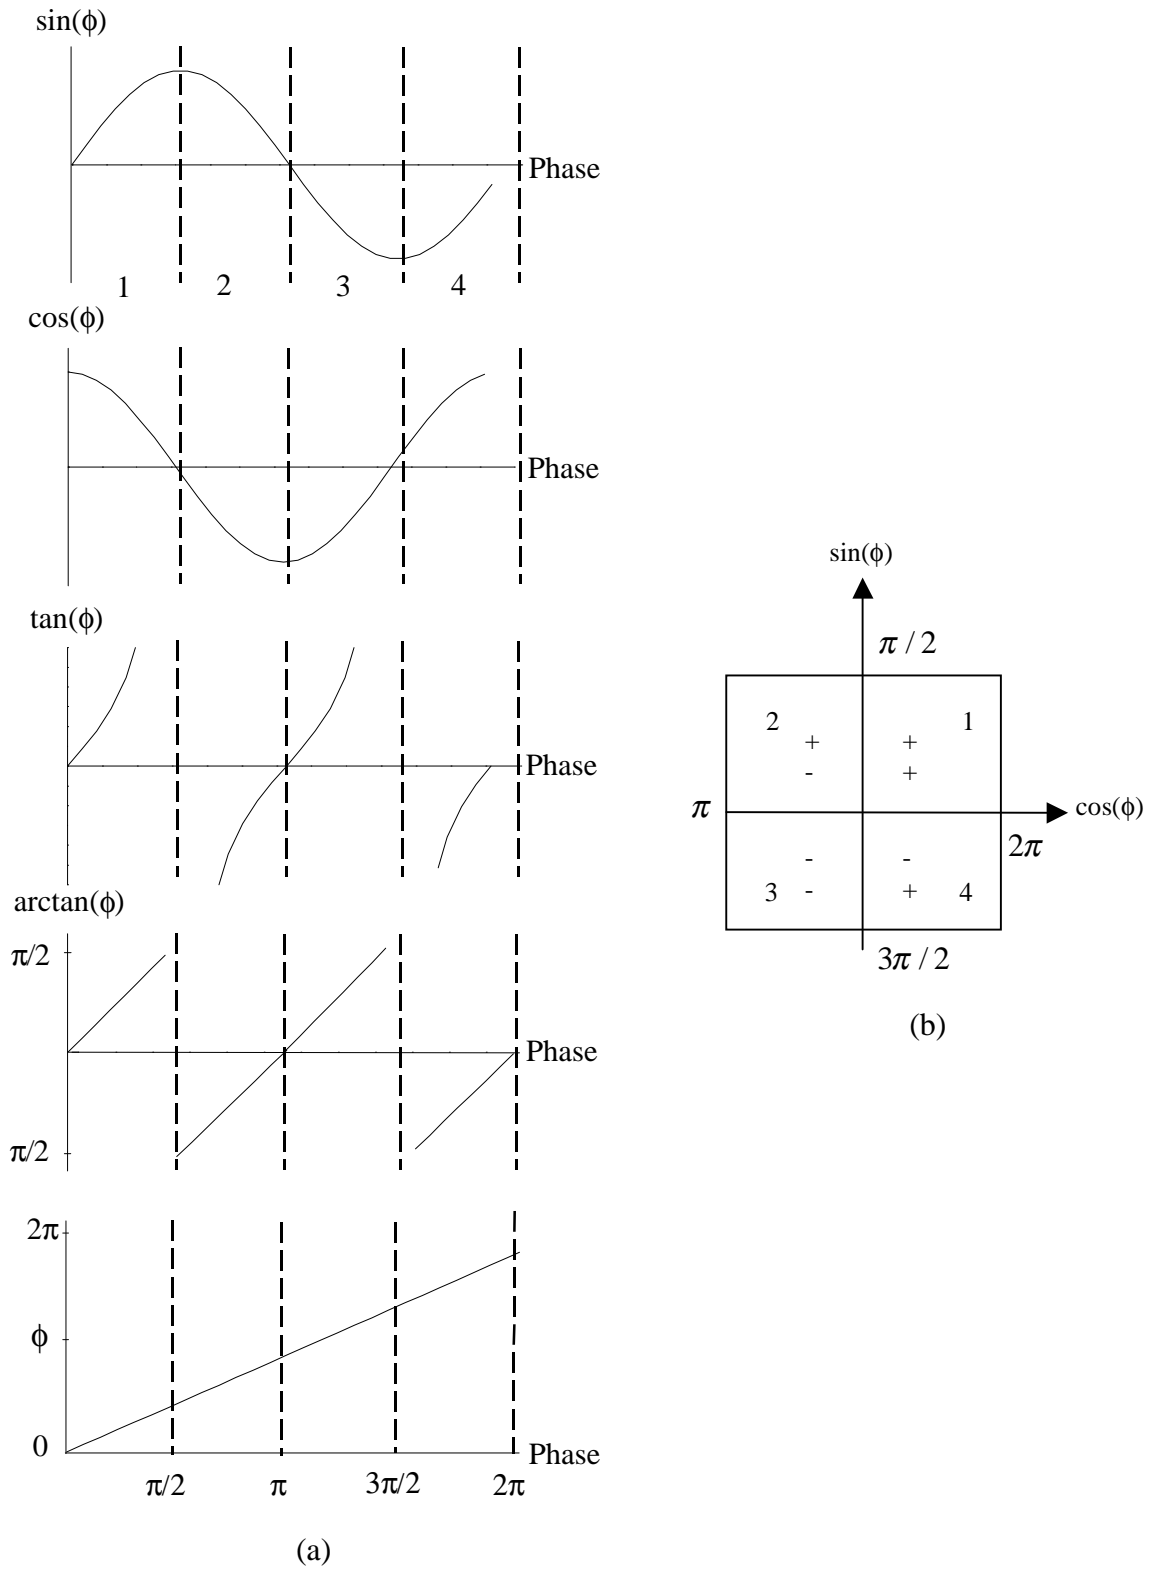 sin(ϕ)
Phase
1 2 3 4
cos(ϕ)
Phase
tan(ϕ)
Phase
arctan(ϕ)
π/2
Phase
π/2
2π
ϕ
0
Phase
π/2 π 3π/2 2π
(a)
sin(ϕ)
π / 2
2 1
+ +
- +
π
cos(ϕ)
2π
- -
3 - + 4
3π / 2
(b)